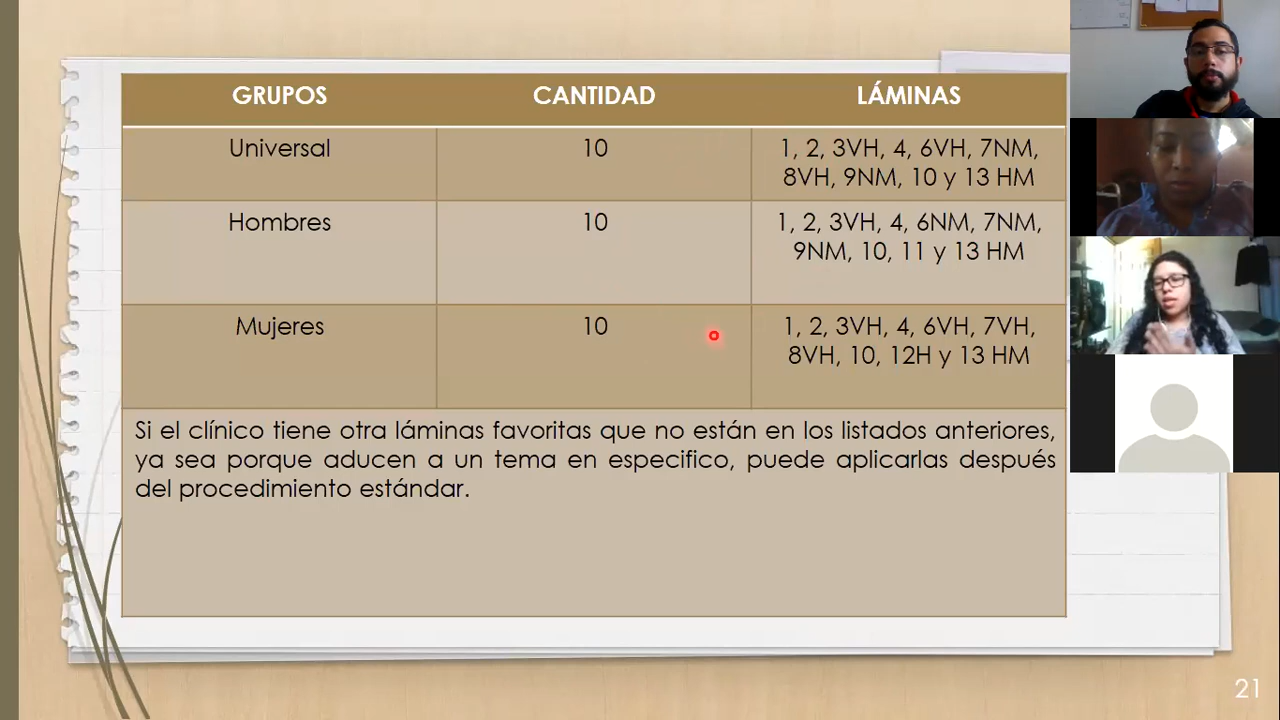 GRUPOS CANTIDAD LÁMINAS
Universal 10 1, 2, 3VH, 4, 6VH, 7NM,
8VH, 9NM, 10 y 13 HM
Hombres 10 1, 2, 3VH, 4, 6NM, 7NM,
9NM, 10, 11 y 13 HM
Mujeres 10 1, 2, 3VH, 4, 6VH, 7VH,
8VH, 10, 12H y 13 HM
Si el clínico tiene otra láminas favoritas que no están en los listados anteriores,
ya sea porque aducen a un tema en especifico, puede aplicarlas después
del procedimiento estándar.
21